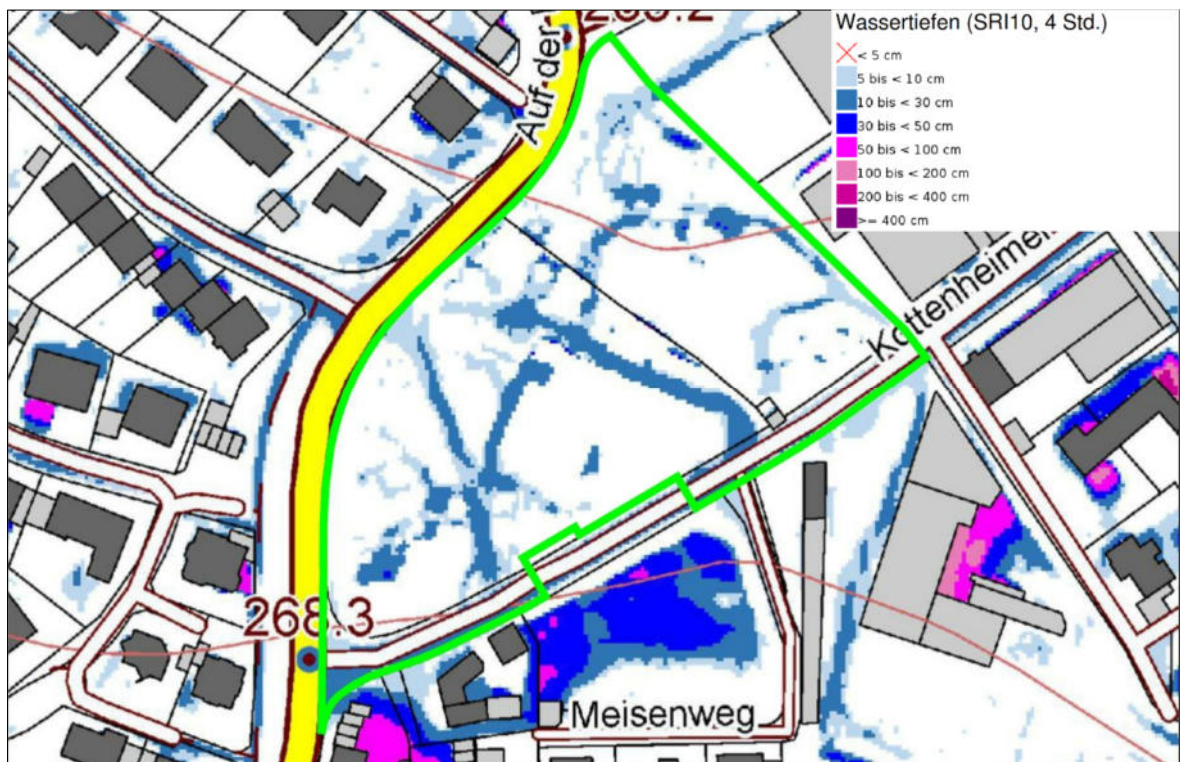 Wassertiefen (SRI10, 4 Std.)
< 5 cm
5 bis < 10 cm
10 bis < 30 cm
30 bis < 50 cm
50 bis < 100 cm
100 bis < 200 cm
200 bis < 400 cm
>= 400 cm
Auf der
268.3
Meisenweg